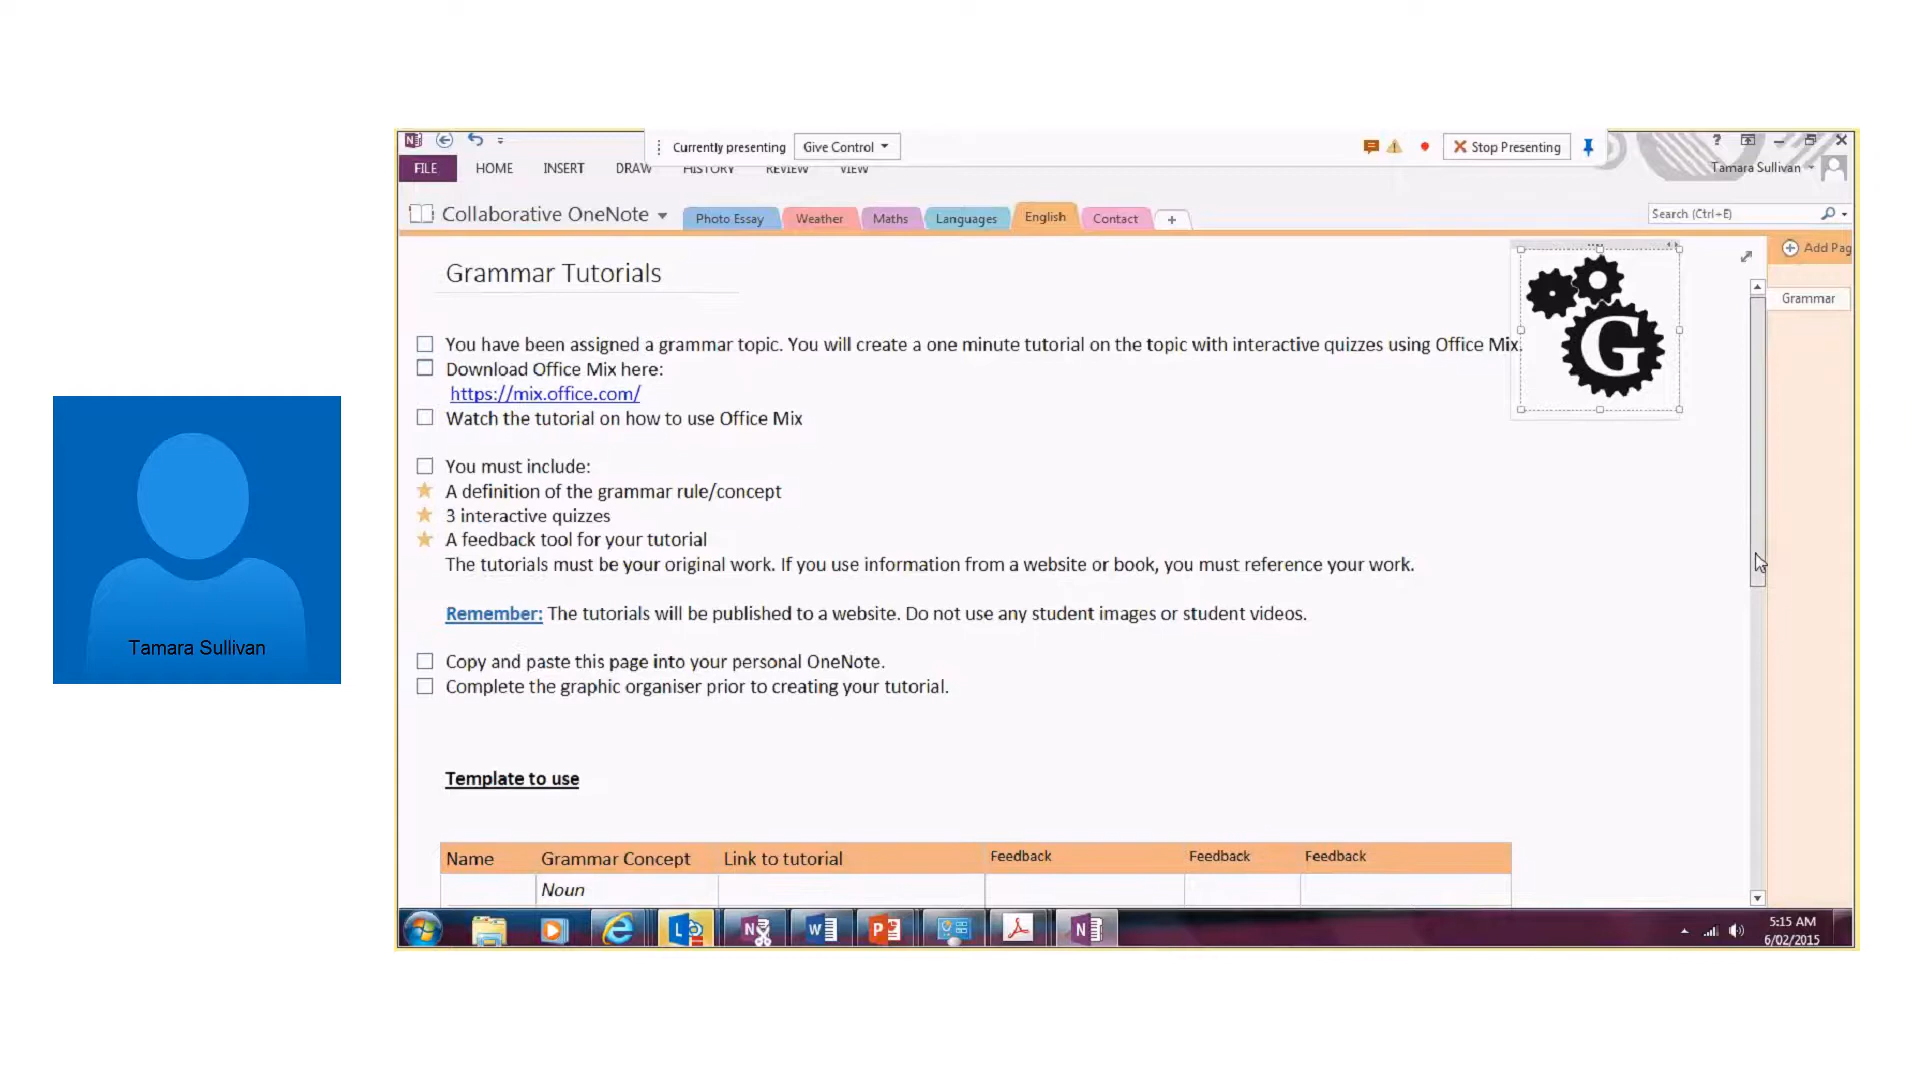 Currently presenting Give Control Stop Presenting ?
FILE HOME INSERT DRAW HISTORY REVIEW VIEW Tamara Sullivan
Collaborative OneNote Photo Essay Weather Maths Languages English Contact + Search (Ctrl+E)
Grammar Tutorials
Add Pag
Grammar
G
You have been assigned a grammar topic. You will create a one minute tutorial on the topic with interactive quizzes using Office Mix.
Download Office Mix here:
https://mix.office.com/
Watch the tutorial on how to use Office Mix
You must include:
A definition of the grammar rule/concept
3 interactive quizzes
A feedback tool for your tutorial
The tutorials must be your original work. If you use information from a website or book, you must reference your work.
Remember: The tutorials will be published to a website. Do not use any student images or student videos.
Copy and paste this page into your personal OneNote.
Complete the graphic organiser prior to creating your tutorial.
Template to use
Name Grammar Concept Link to tutorial Feedback Feedback Feedback
Noun
5:15 AM
6/02/2015
Tamara Sullivan